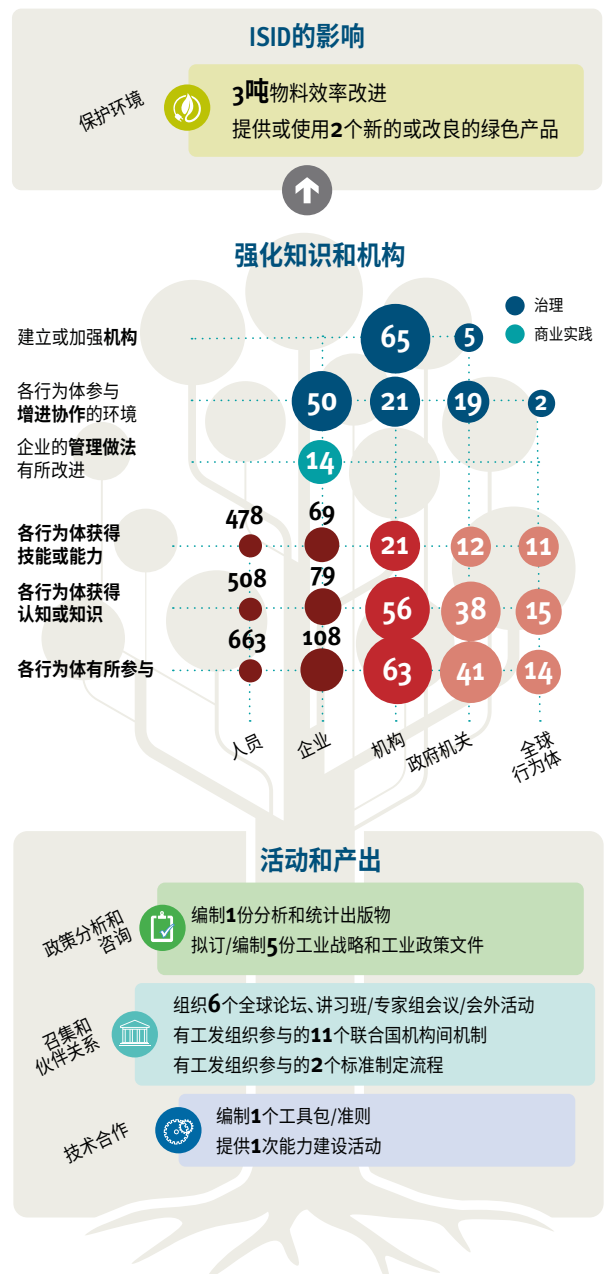 ISID的影响
保护环境
3吨物料效率改进
提供或使用2个新的或改良的绿色产品
强化知识和机构
治理
商业实践
建立或加强机构
65
5
各行为体参与
增进协作的环境
50
21
19
2
企业的管理做法
有所改进
14
各行为体获得
技能或能力
478
69
21
12
11
各行为体获得
认知或知识
508
79
56
38
15
各行为体有所参与
663
108
63
41
14
人员
企业
机构
政府机关
全球
行为体
活动和产出
政策分析和
咨询
编制1份分析和统计出版物
拟订/编制5份工业战略和工业政策文件
召集和
伙伴关系
组织6个全球论坛、讲习班/专家组会议/会外活动
有工发组织参与的11个联合国机构间机制
有工发组织参与的2个标准制定流程
技术合作
编制1个工具包/准则
提供1次能力建设活动